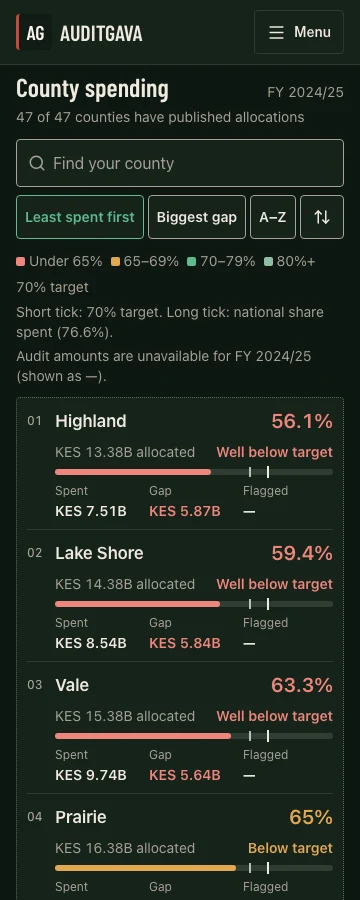 AG AUDITGAVA Menu
County spending FY 2024/25
47 of 47 counties have published allocations
Find your county
Least spent first Biggest gap A–Z
Under 65% 65–69% 70–79% 80%+
70% target
Short tick: 70% target. Long tick: national share
spent (76.6%).
Audit amounts are unavailable for FY 2024/25
(shown as —).
01 Highland 56.1%
KES 13.38B allocated Well below target
Spent Gap Flagged
KES 7.51B KES 5.87B —
02 Lake Shore 59.4%
KES 14.38B allocated Well below target
Spent Gap Flagged
KES 8.54B KES 5.84B —
03 Vale 63.3%
KES 15.38B allocated Well below target
Spent Gap Flagged
KES 9.74B KES 5.64B —
04 Prairie 65%
KES 16.38B allocated Below target
Spent Gap Flagged